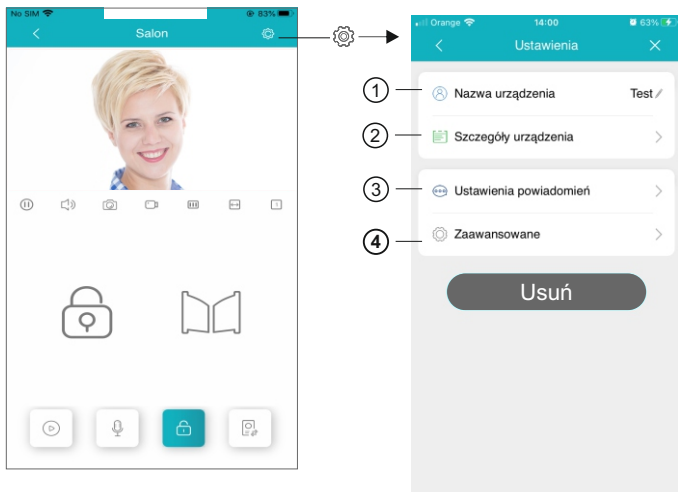 No SIM 83%
Salon
Orange 14:00 63%
Ustawienia
1 Nazwa urządzenia Test
2 Szczegóły urządzenia
3 Ustawienia powiadomień
4 Zaawansowane
Usuń